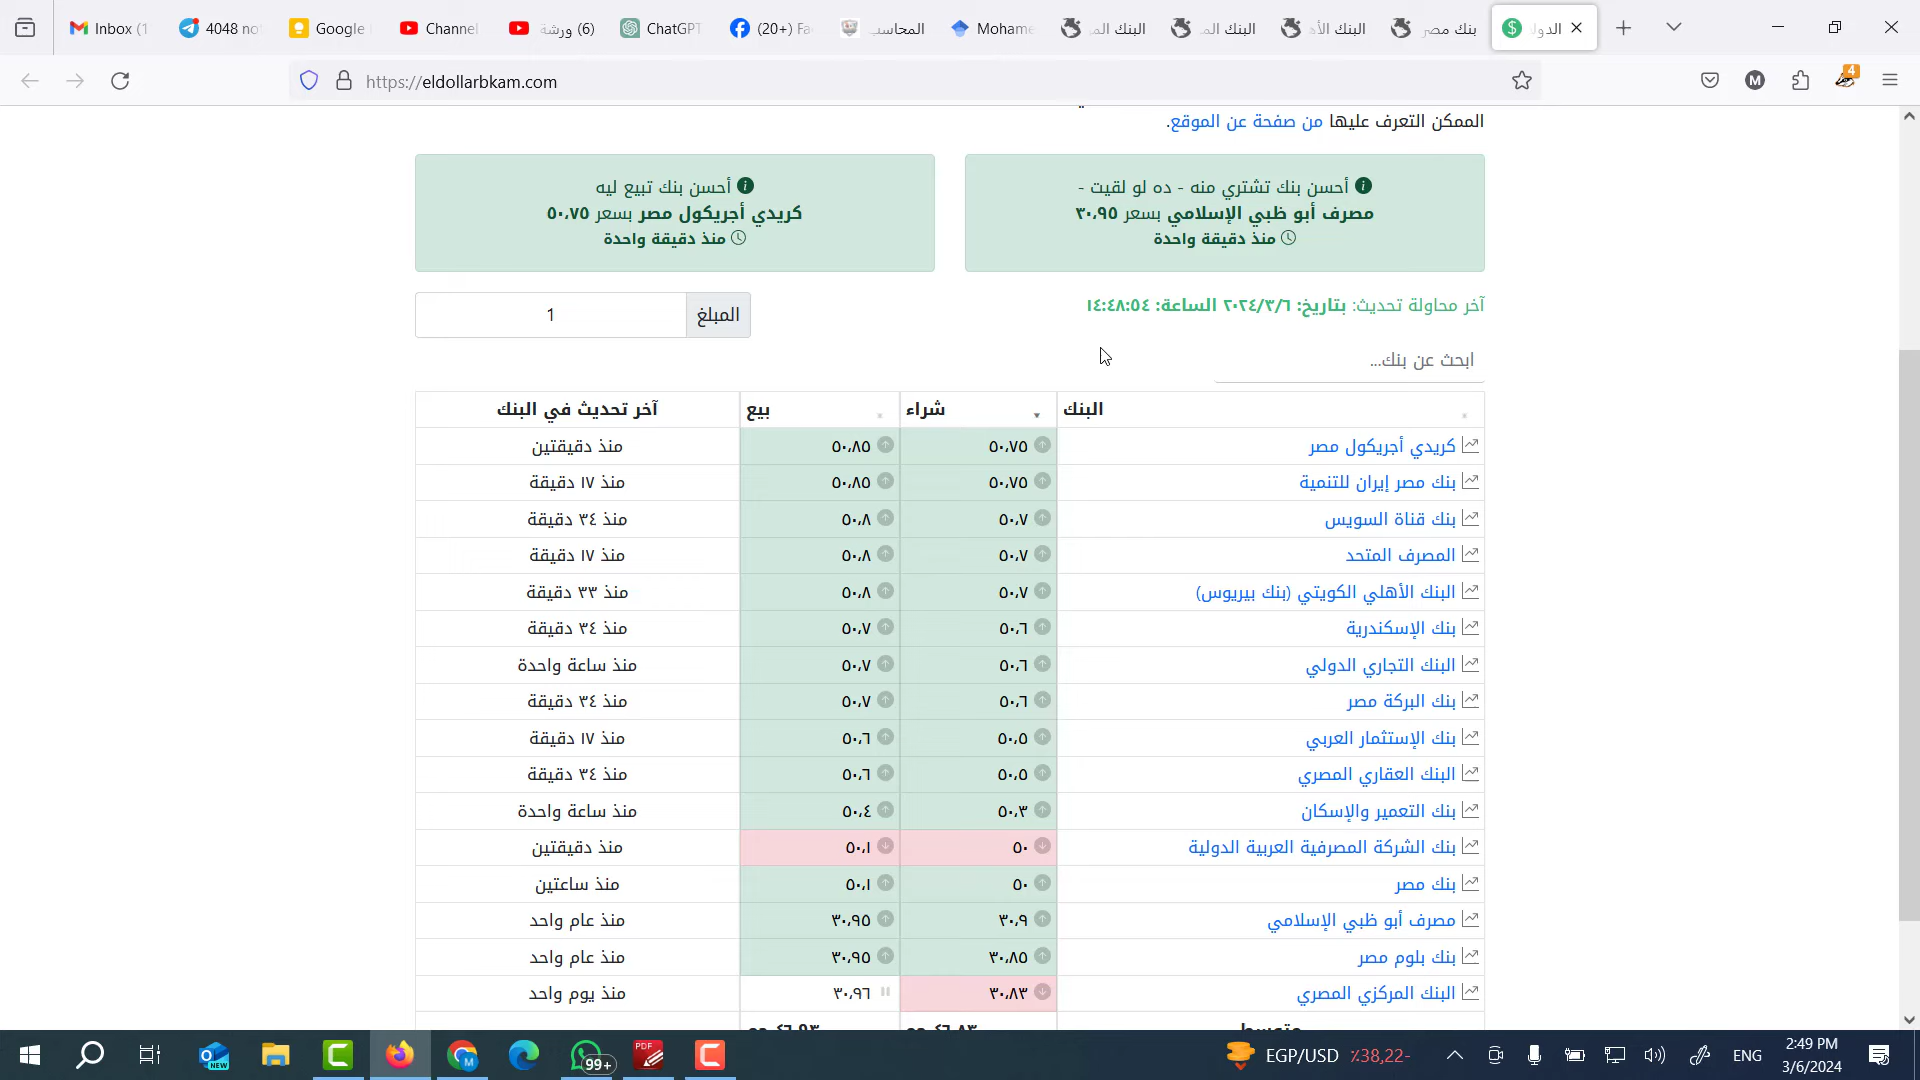 Inbox (1
4048 not
Google
Channel
(6) ورشة
ChatGPT
(20+) Fa
المحاسب
Mohame
البنك الم
البنك الم
البنك الأه
بنك مصر
الدول
https://eldollarbkam.com
M
4
الممكن التعرف عليها من صفحة عن الموقع.
أحسن بنك تشتري منه - ده لو لقيت -
مصرف أبو ظبي الإسلامي بسعر ٣٠،٩٥
منذ دقيقة واحدة
أحسن بنك تبيع ليه
كريدي أجريكول مصر بسعر ٥٠،٧٥
منذ دقيقة واحدة
آخر محاولة تحديث: بتاريخ: ٢٠٢٤/٣/٦ الساعة: ١٤:٤٨:٥٤
المبلغ 1
ابحث عن بنك...
البنك شراء بيع آخر تحديث في البنك
كريدي أجريكول مصر ٥٠،٧٥ ٥٠،٨٥ منذ دقيقتين
بنك مصر إيران للتنمية ٥٠،٧٥ ٥٠،٨٥ منذ ١٧ دقيقة
بنك قناة السويس ٥٠،٧ ٥٠،٨ منذ ٣٤ دقيقة
المصرف المتحد ٥٠،٧ ٥٠،٨ منذ ١٧ دقيقة
البنك الأهلي الكويتي (بنك بيريوس) ٥٠،٧ ٥٠،٨ منذ ٣٣ دقيقة
بنك الإسكندرية ٥٠،٦ ٥٠،٧ منذ ٣٤ دقيقة
البنك التجاري الدولي ٥٠،٦ ٥٠،٧ منذ ساعة واحدة
بنك البركة مصر ٥٠،٦ ٥٠،٧ منذ ٣٤ دقيقة
بنك الإستثمار العربي ٥٠،٥ ٥٠،٦ منذ ١٧ دقيقة
البنك العقاري المصري ٥٠،٥ ٥٠،٦ منذ ٣٤ دقيقة
بنك التعمير والإسكان ٥٠،٣ ٥٠،٤ منذ ساعة واحدة
بنك الشركة المصرفية العربية الدولية ٥٠ ٥٠،١ منذ دقيقتين
بنك مصر ٥٠ ٥٠،١ منذ ساعتين
مصرف أبو ظبي الإسلامي ٣٠،٩ ٣٠،٩٥ منذ عام واحد
بنك بلوم مصر ٣٠،٨٥ ٣٠،٩٥ منذ عام واحد
البنك المركزي المصري ٣٠،٨٣ ٣٠،٩٦ منذ يوم واحد
NEW
99+
PDF
EGP/USD
٪38,22-
ENG
2:49 PM
3/6/2024